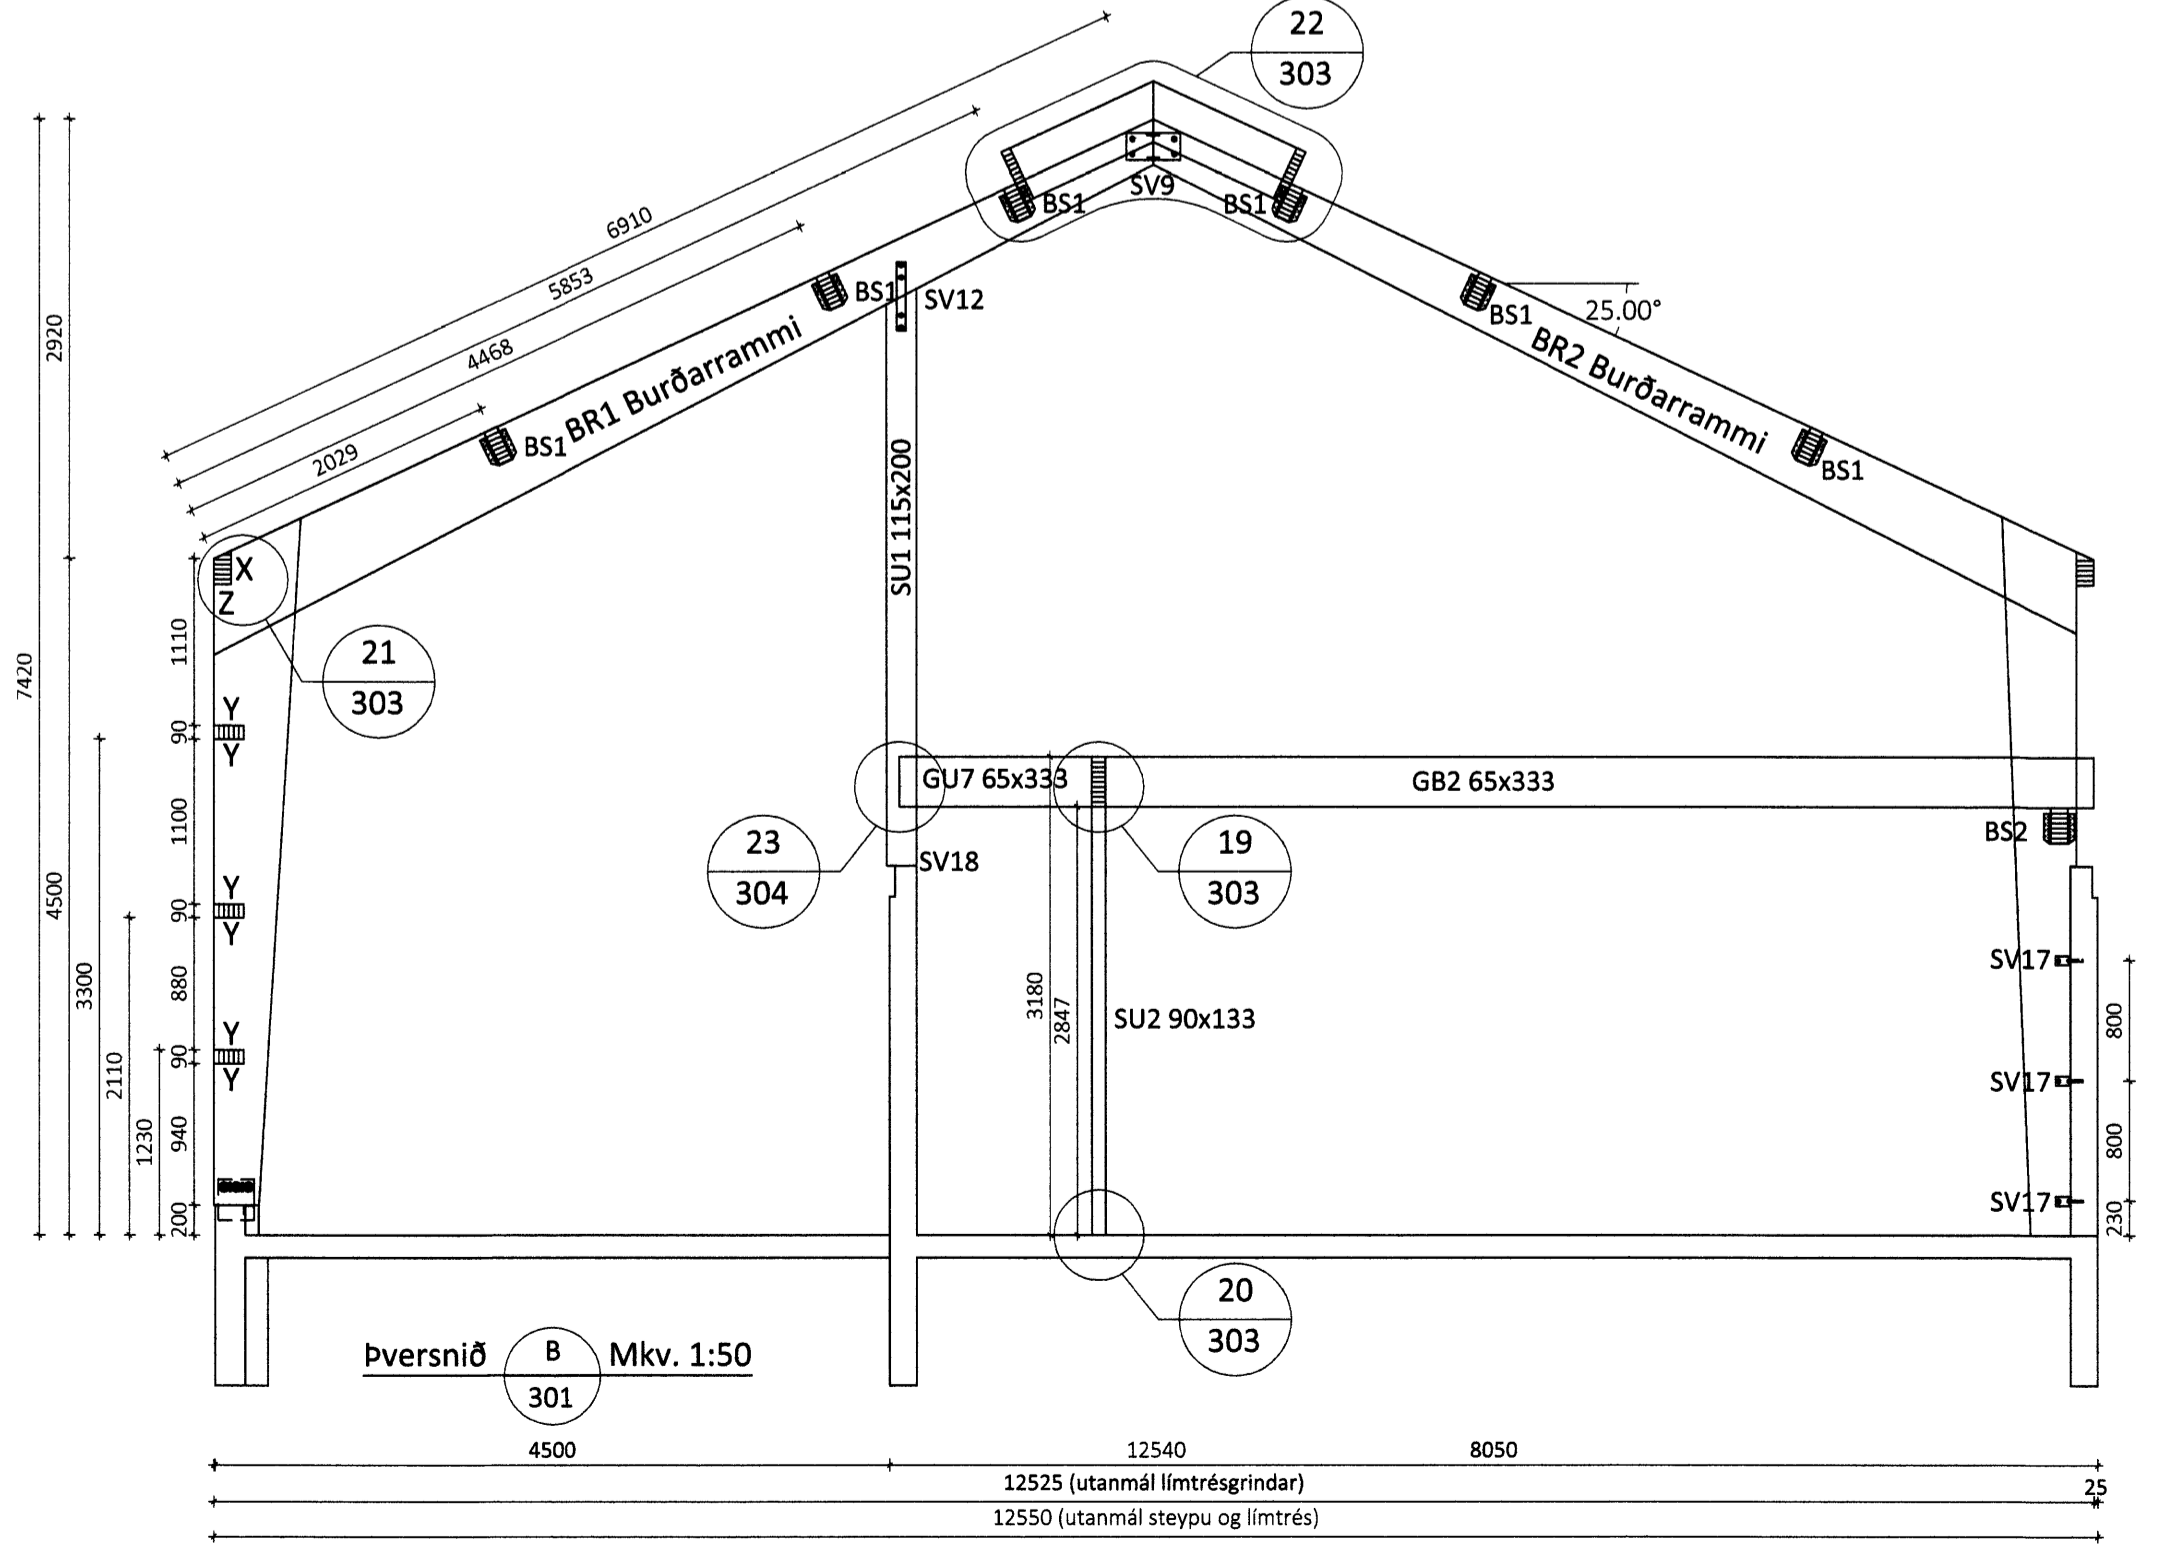 22
303
6910
5853
4468
2029
2920
7420
4500
3300
2110
1230
1110
90
1100
90
880
90
940
200
BS1
SV9
BS1
BS1
SV12
BS1
25.00°
BR1 Burðarrammi
BR2 Burðarrammi
BS1
BS1
SU1 115x200
X
Z
21
303
Y
Y
Y
Y
Y
Y
GU7 65x333
GB2 65x333
BS2
23
304
SV18
19
303
3180
2847
SU2 90x133
SV17
SV17
SV17
800
800
230
20
303
Þversnið B Mkv. 1:50
301
4500 12540 8050
12525 (utanmál límtrésgrindar) 25
12550 (utanmál steypu og límtrés)